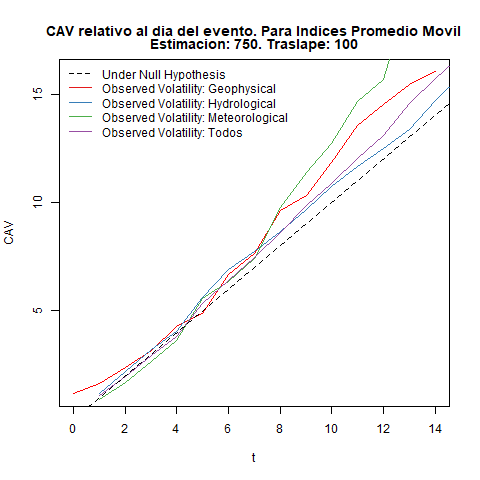 CAV relativo al dia del evento. Para Indices Promedio Movil
Estimacion: 750. Traslape: 100
Under Null Hypothesis
Observed Volatility: Geophysical
Observed Volatility: Hydrological
Observed Volatility: Meteorological
Observed Volatility: Todos
CAV
15
10
5
0 2 4 6 8 10 12 14
t